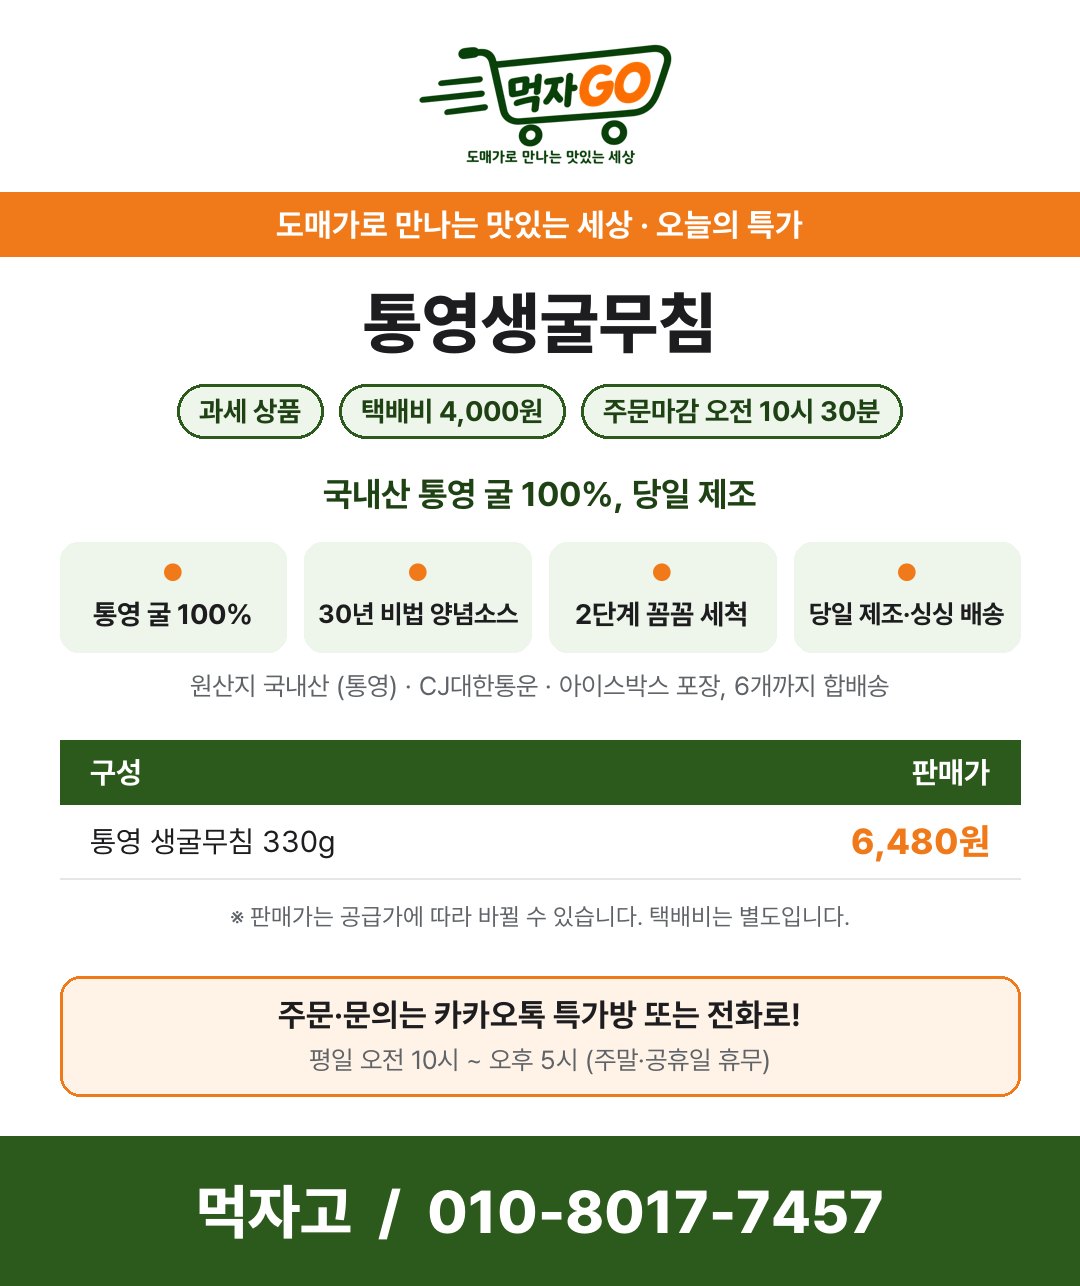 먹자GO
도매가로 만나는 맛있는 세상
도매가로 만나는 맛있는 세상 · 오늘의 특가
통영생굴무침
과세 상품
택배비 4,000원
주문마감 오전 10시 30분
국내산 통영 굴 100%, 당일 제조
통영 굴 100%
30년 비법 양념소스
2단계 꼼꼼 세척
당일 제조·싱싱 배송
원산지 국내산 (통영) · CJ대한통운 · 아이스박스 포장, 6개까지 합배송
구성 판매가
통영 생굴무침 330g 6,480원
※ 판매가는 공급가에 따라 바뀔 수 있습니다. 택배비는 별도입니다.
주문·문의는 카카오톡 특가방 또는 전화로!
평일 오전 10시 ~ 오후 5시 (주말·공휴일 휴무)
먹자고 / 010-8017-7457